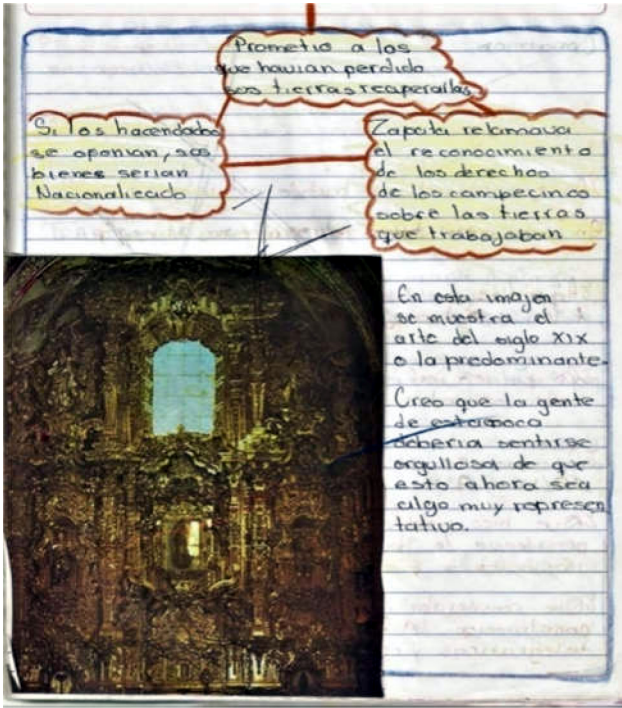 Prometio a los
que havian perdido
sus tierras recuperarlas
Si los hacendados
se oponian, sus
bienes serian
Nacionalicado
Zapata reklamava
el reconocimiento
de los derechos
de los campecinos
sobre las tierras
que trabajaban
En esta imajen
se muestra el
arte del siglo XIX
o la predominante.
Creo que la gente
de esta epoca
deberia sentirse
orgullosa de que
esto ahora sea
algo muy represen
tativo.